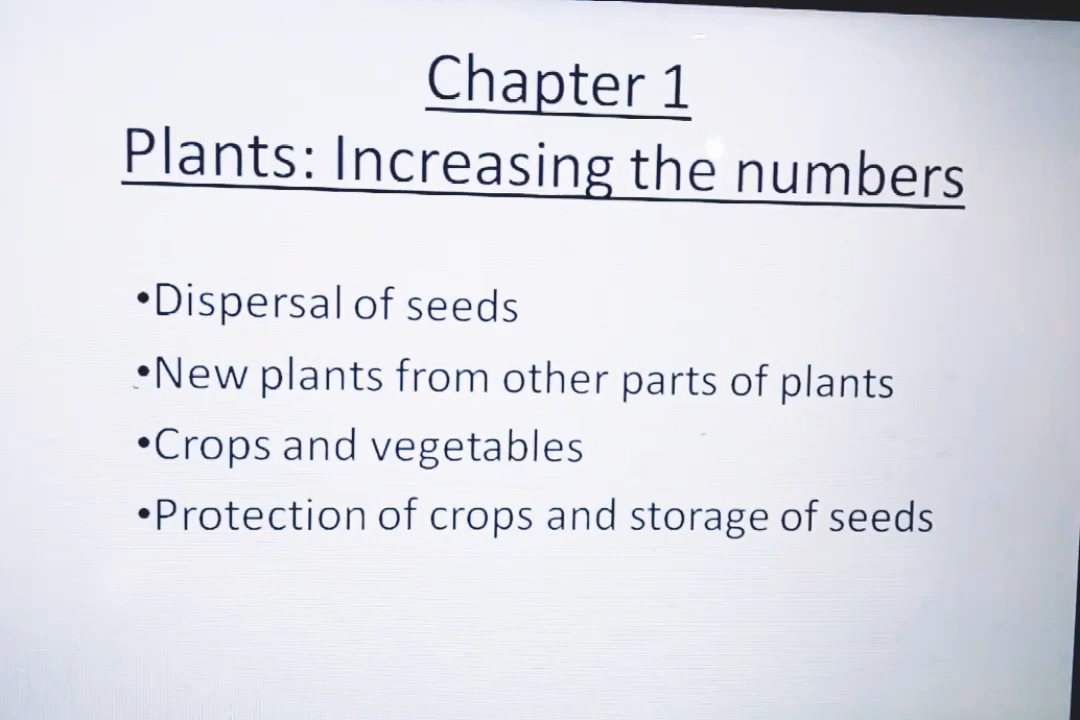 Chapter 1
Plants: Increasing the numbers
•Dispersal of seeds
•New plants from other parts of plants
•Crops and vegetables
•Protection of crops and storage of seeds